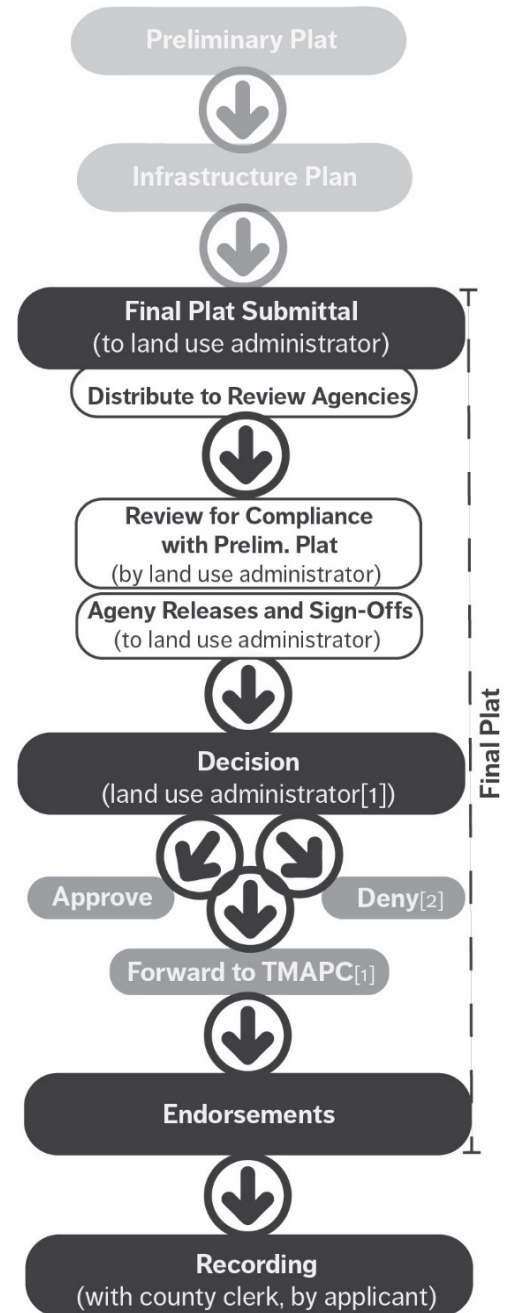 Preliminary Plat
Infrastructure Plan
Final Plat Submittal
(to land use administrator)
Distribute to Review Agencies
Review for Compliance
with Prelim. Plat
(by land use administrator)
Ageny Releases and Sign-Offs
(to land use administrator)
Decision
(land use administrator[1])
Approve
Deny[2]
Forward to TMAPC[1]
Endorsements
Recording
(with county clerk, by applicant)
Final Plat